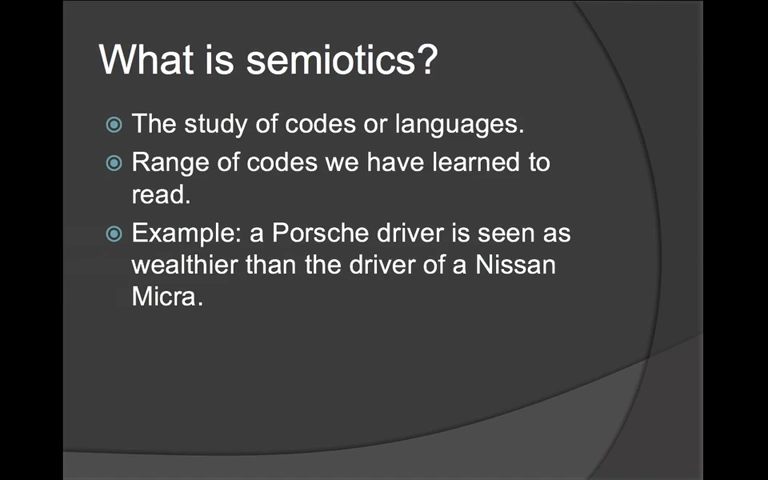 What is semiotics?
The study of codes or languages.
Range of codes we have learned to
read.
Example: a Porsche driver is seen as
wealthier than the driver of a Nissan
Micra.